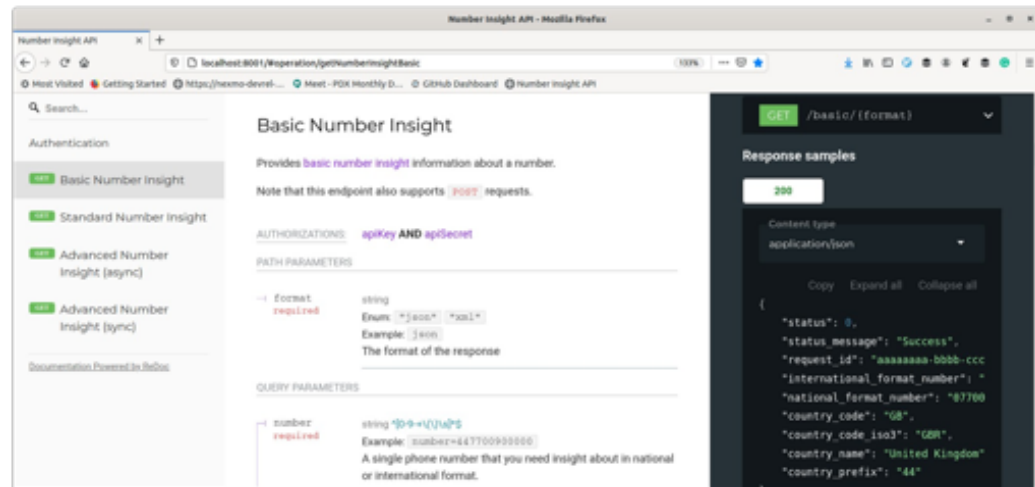 Number Insight API - Mozilla Firefox
Number Insight API × +
localhost:8001/#operation/getNumberInsightBasic 100%
Most Visited Getting Started https://nexmo-devrel-... Meet - PDX Monthly D... GitHub Dashboard Number Insight API
Search...
Authentication
GET Basic Number Insight
GET Standard Number Insight
GET Advanced Number
Insight (async)
GET Advanced Number
Insight (sync)
Documentation Powered by ReDoc
Basic Number Insight
Provides basic number insight information about a number.
Note that this endpoint also supports POST requests.
AUTHORIZATIONS: apiKey AND apiSecret
PATH PARAMETERS
format
required
string
Enum: "json" "xml"
Example: json
The format of the response
QUERY PARAMETERS
number
required
string
Example: number=447700900000
A single phone number that you need insight about in national
or international format.
GET /basic/{format}
Response samples
200
Content type
application/json
Copy Expand all Collapse all
{
"status": 0,
"status_message": "Success",
"request_id": "aaaaaaaa-bbbb-ccc
"international_format_number": "
"national_format_number": "07700
"country_code": "GB",
"country_code_iso3": "GBR",
"country_name": "United Kingdom"
"country_prefix": "44"